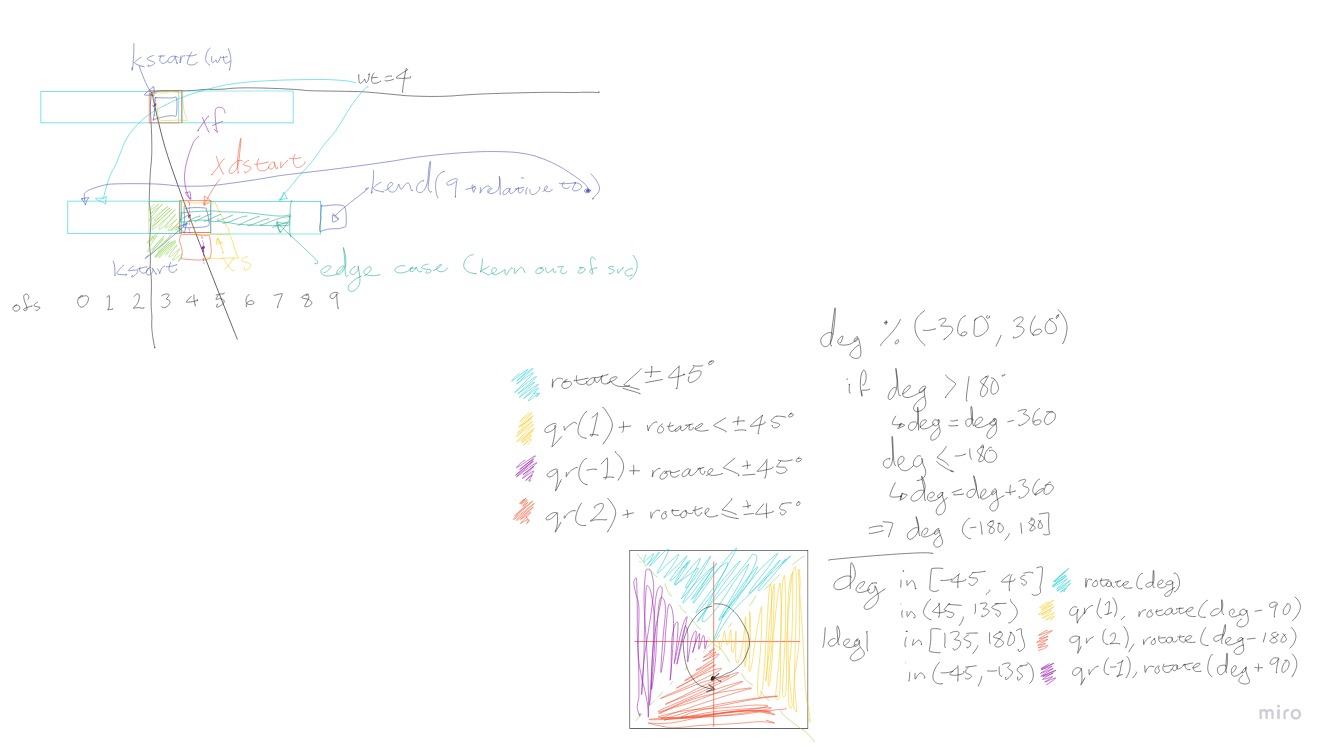 kstart (wt)
wt=4
xf
xdstart
kend(9 relative to )
kstart
xs
edge case (kern out of src)
ofs 0 1 2 3 4 5 6 7 8 9
deg % (-360°, 360°)
if deg > 180°
↳deg = deg - 360
deg ≤ -180
↳deg = deg + 360
=> deg (-180, 180]
rotate ≤ ± 45°
qr(1) + rotate < ± 45°
qr(-1) + rotate ≤ ± 45°
qr(2) + rotate ≤ ± 45°
deg in [-45, 45] rotate(deg)
in (45, 135) qr(1), rotate(deg - 90)
|deg| in [135, 180] qr(2), rotate(deg - 180)
in (-45, -135) qr(-1), rotate(deg + 90)
miro